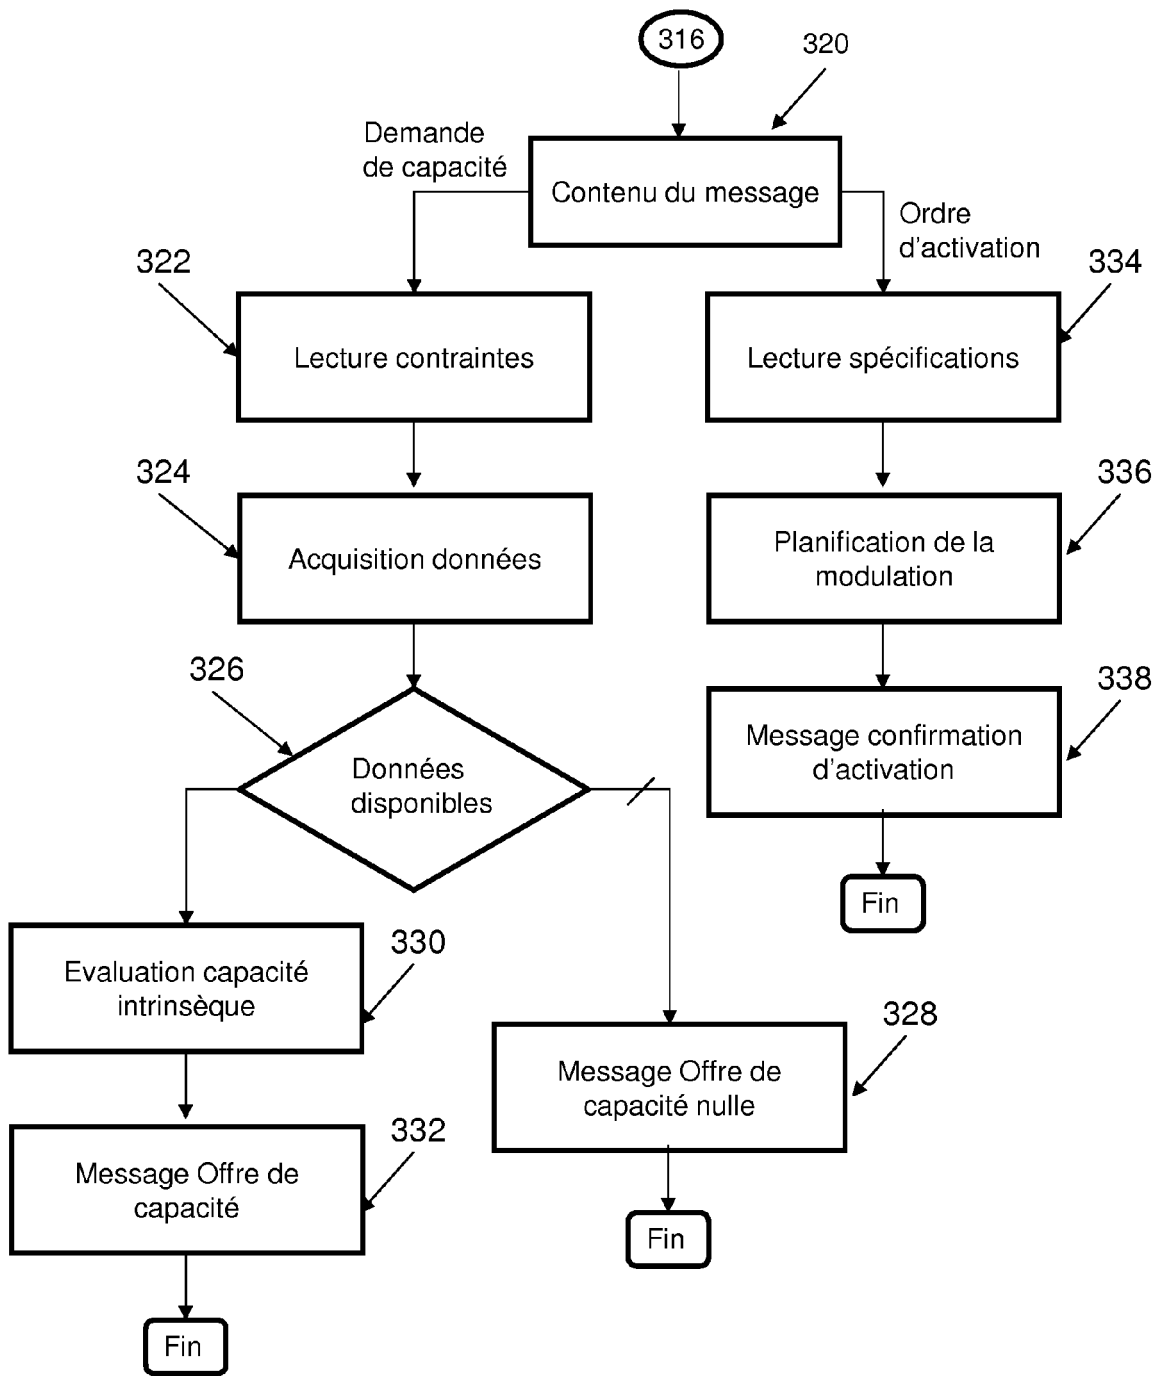 316
320
Demande
de capacité
Contenu du message
Ordre
d'activation
322
334
Lecture contraintes
Lecture spécifications
324
336
Acquisition données
Planification de la
modulation
326
338
Données
disponibles
Message confirmation
d'activation
Fin
330
Evaluation capacité
intrinsèque
328
Message Offre de
capacité nulle
332
Message Offre de
capacité
Fin
Fin